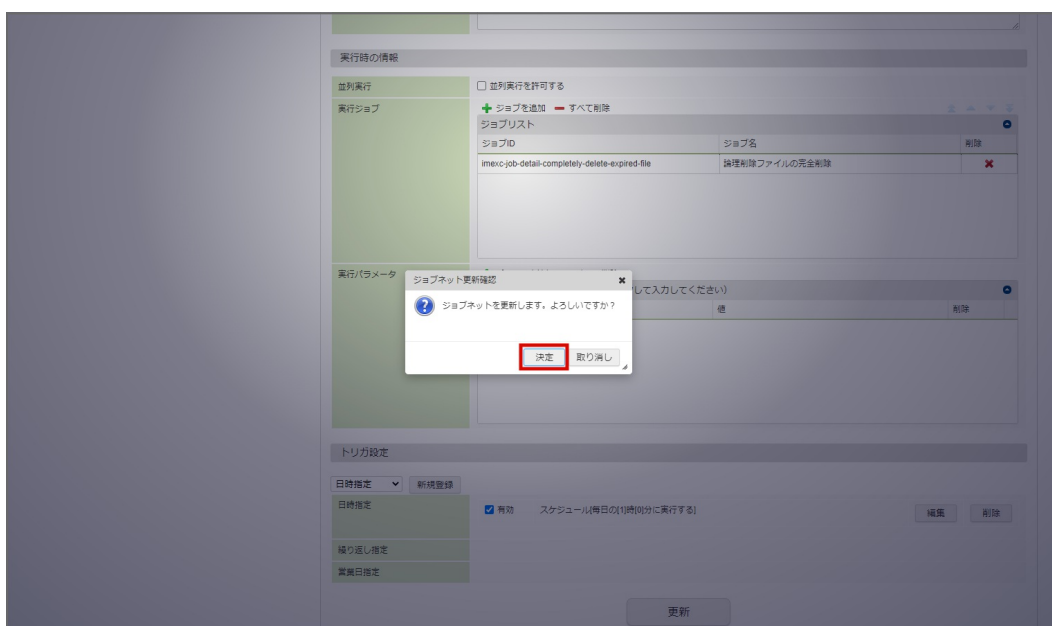 実行時の情報
並列実行 並列実行を許可する
実行ジョブ ジョブを追加 すべて削除
ジョブリスト
ジョブID ジョブ名 削除
imexc-job-detail-completely-delete-expired-file 論理削除ファイルの完全削除
実行パラメータ
ジョブネット更新確認
して入力してください)
ジョブネットを更新します。よろしいですか?
値 削除
決定 取り消し
トリガ設定
日時指定 新規登録
日時指定 有効 スケジュール[毎日の[1]時[0]分に実行する] 編集 削除
繰り返し指定
営業日指定
更新